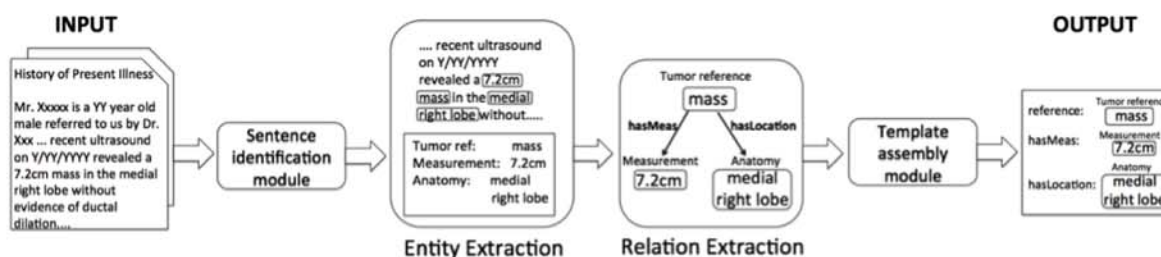 INPUT
History of Present Illness
Mr. Xxxxx is a YY year old
male referred to us by Dr.
Xxx ... recent ultrasound
on Y/YY/YYYY revealed a
7.2cm mass in the medial
right lobe without
evidence of ductal
dilation....
Sentence
identification
module
.... recent ultrasound
on Y/YY/YYYY
revealed a 7.2cm
mass in the medial
right lobe without.....
Tumor ref: mass
Measurement: 7.2cm
Anatomy: medial
right lobe
Entity Extraction
Tumor reference
mass
hasMeas hasLocation
Measurement Anatomy
7.2cm medial
right lobe
Relation Extraction
Template
assembly
module
OUTPUT
Tumor reference
reference: mass
Measurement
hasMeas: 7.2cm
Anatomy
hasLocation: medial
right lobe